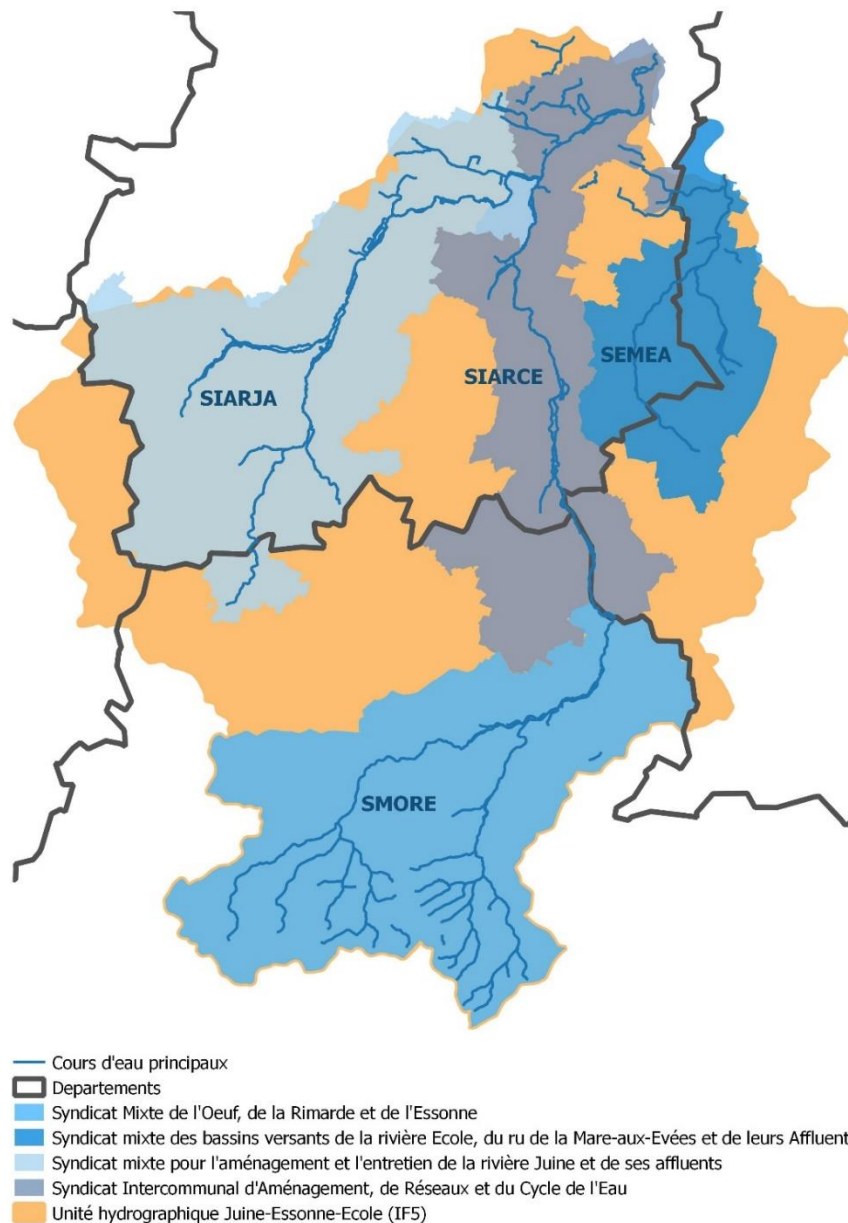 SIARJA
SIARCE
SEMEA
SMORE
Cours d'eau principaux
Departements
Syndicat Mixte de l'Oeuf, de la Rimarde et de l'Essonne
Syndicat mixte des bassins versants de la rivière Ecole, du ru de la Mare-aux-Evées et de leurs Affluent
Syndicat mixte pour l'aménagement et l'entretien de la rivière Juine et de ses affluents
Syndicat Intercommunal d'Aménagement, de Réseaux et du Cycle de l'Eau
Unité hydrographique Juine-Essonne-Ecole (IF5)